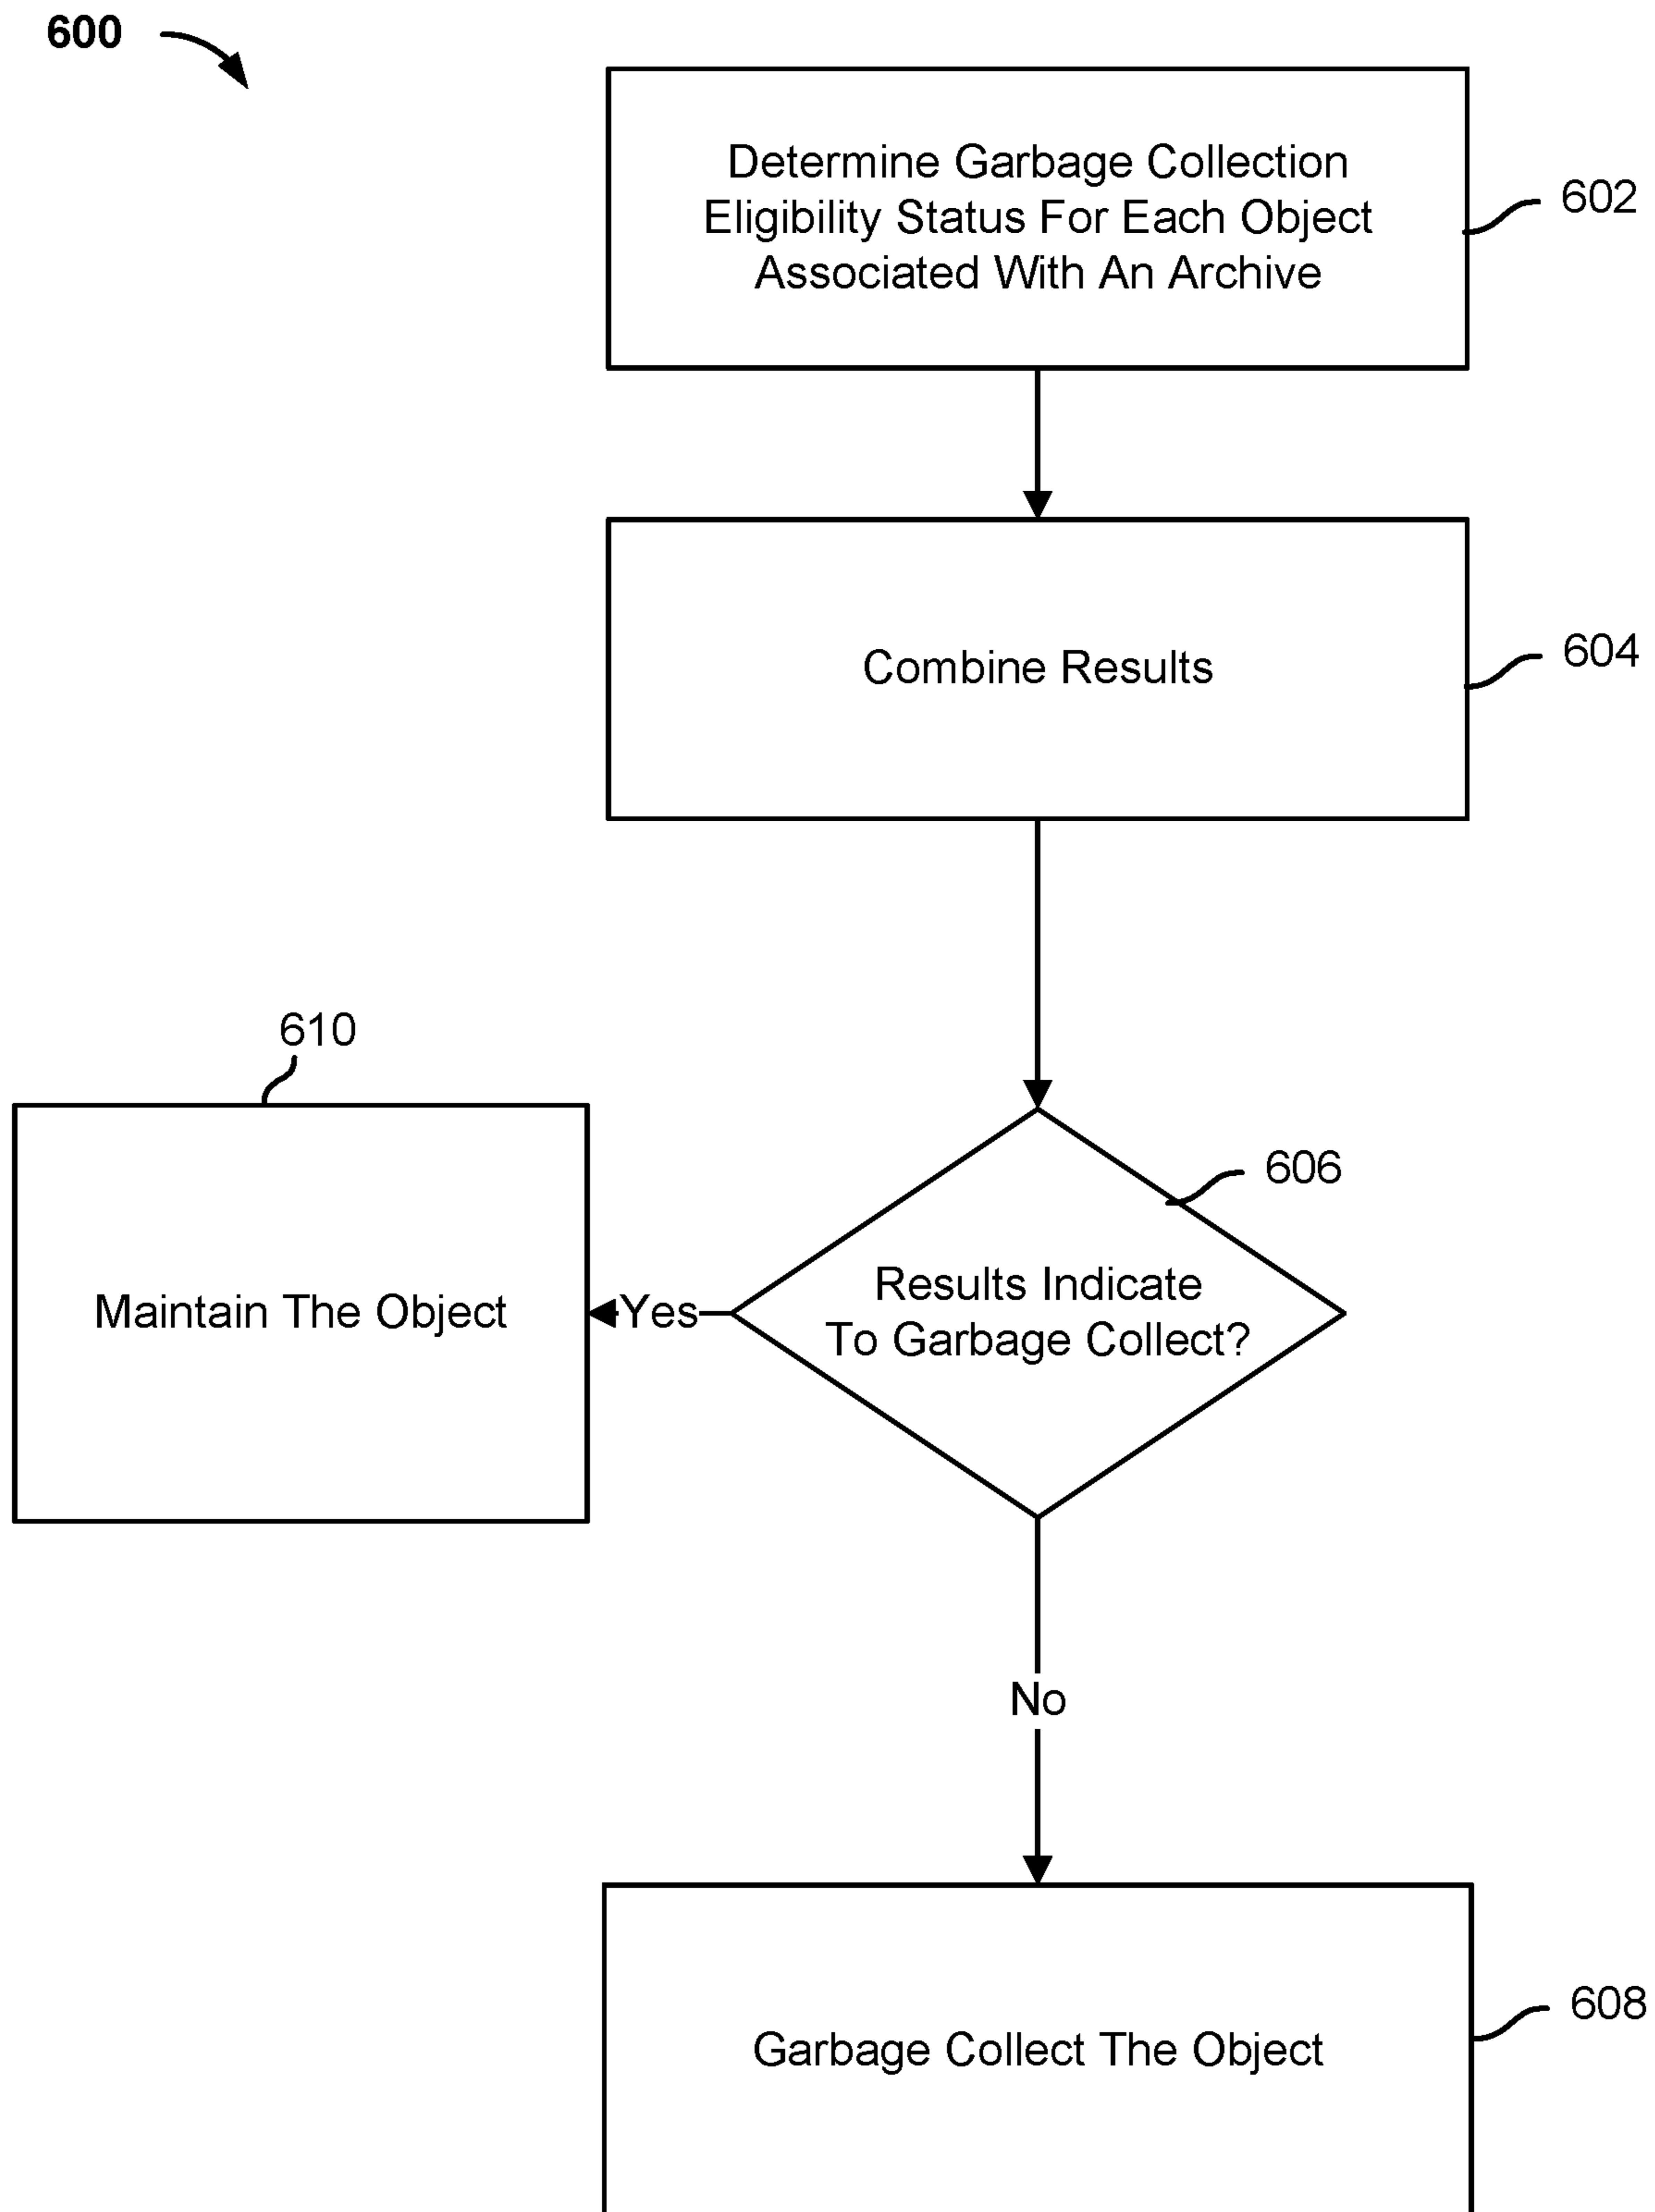 600
Determine Garbage Collection
Eligibility Status For Each Object
Associated With An Archive
602
Combine Results
604
610
606
Maintain The Object
Yes
Results Indicate
To Garbage Collect?
No
608
Garbage Collect The Object